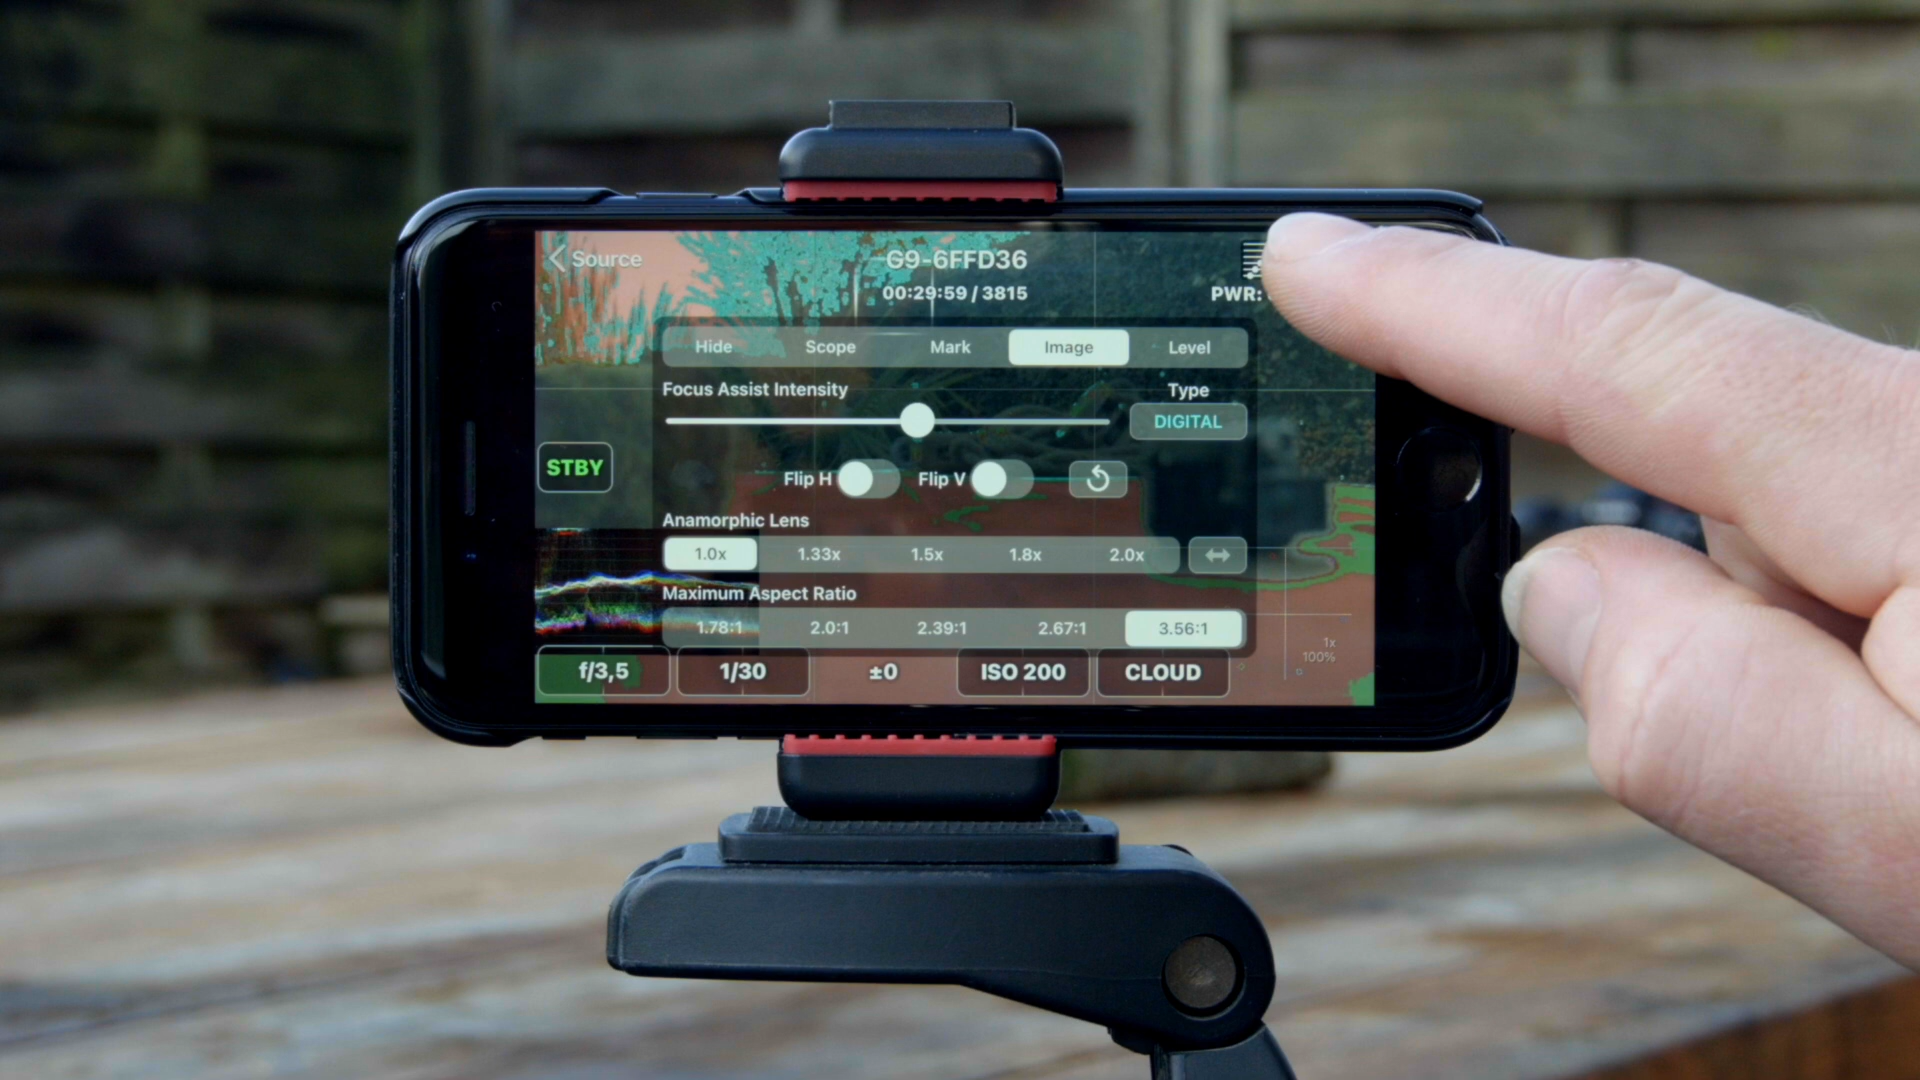 Source
G9-6FFD36
00:29:59 / 3815
PWR:
Hide Scope Mark Image Level
Focus Assist Intensity Type
DIGITAL
STBY
Flip H Flip V
Anamorphic Lens
1.0x 1.33x 1.5x 1.8x 2.0x
Maximum Aspect Ratio
1.78:1 2.0:1 2.39:1 2.67:1 3.56:1
1x
100%
f/3,5 1/30 ±0 ISO 200 CLOUD